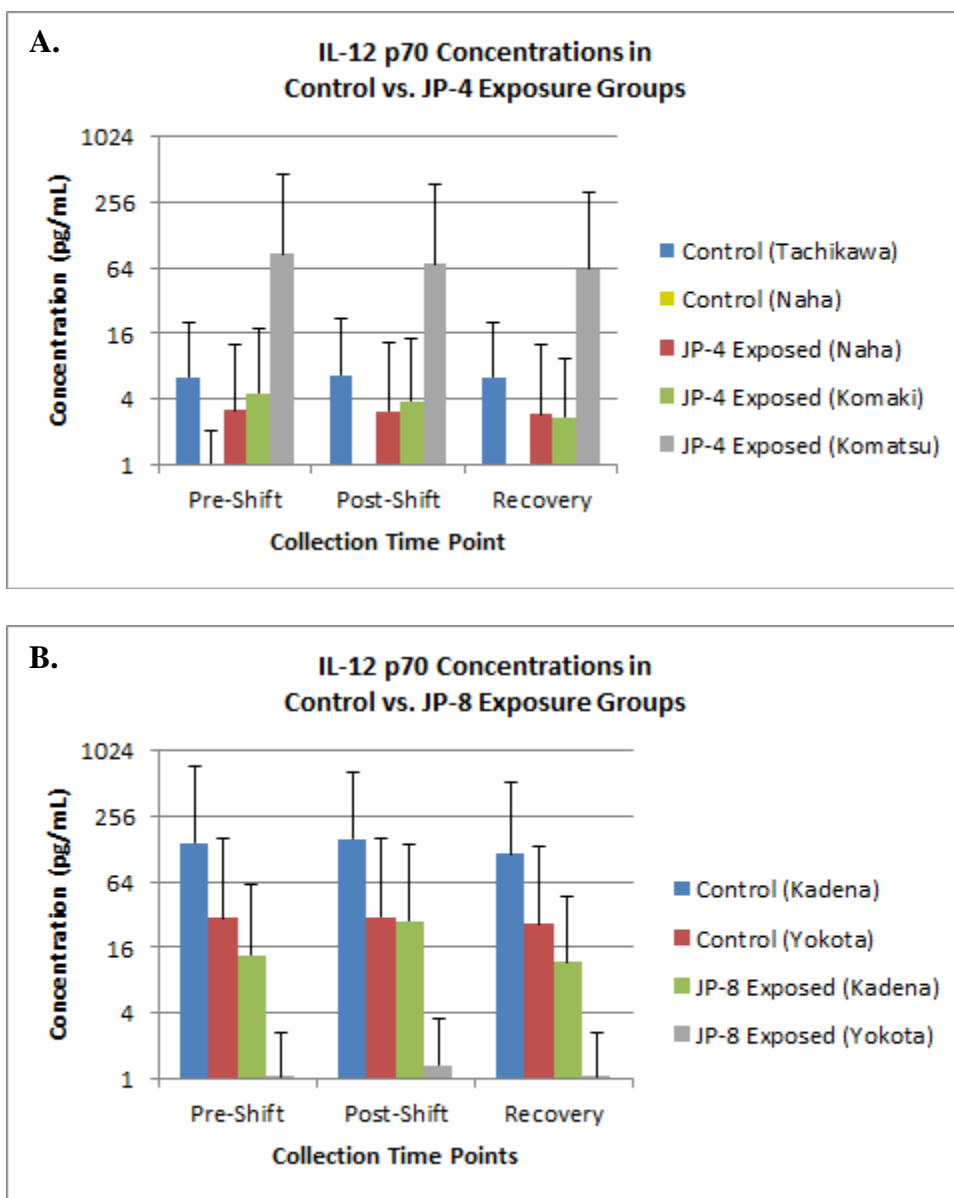 A.
IL-12 p70 Concentrations in
Control vs. JP-4 Exposure Groups
1024
256
64
16
4
1
Concentration (pg/mL)
Pre-Shift Post-Shift Recovery
Collection Time Point
Control (Tachikawa)
Control (Naha)
JP-4 Exposed (Naha)
JP-4 Exposed (Komaki)
JP-4 Exposed (Komatsu)
B.
IL-12 p70 Concentrations in
Control vs. JP-8 Exposure Groups
1024
256
64
16
4
1
Concentration (pg/mL)
Pre-Shift Post-Shift Recovery
Collection Time Points
Control (Kadena)
Control (Yokota)
JP-8 Exposed (Kadena)
JP-8 Exposed (Yokota)